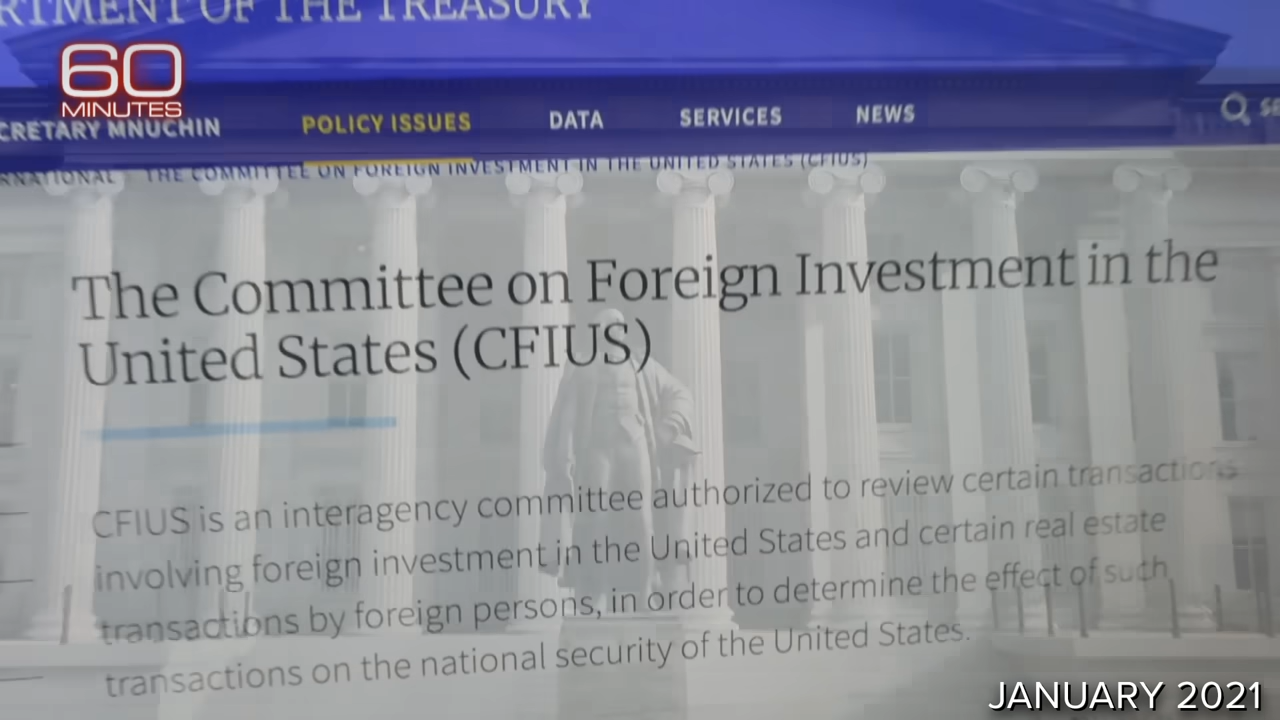 RTMENT OF THE TREASURY
60
MINUTES
CRETARY MNUCHIN POLICY ISSUES DATA SERVICES NEWS
RNATIONAL THE COMMITTEE ON FOREIGN INVESTMENT IN THE UNITED STATES (CFIUS)
The Committee on Foreign Investment in the
United States (CFIUS)
CFIUS is an interagency committee authorized to review certain transactions
involving foreign investment in the United States and certain real estate
transactions by foreign persons, in order to determine the effect of such
transactions on the national security of the United States.
JANUARY 2021